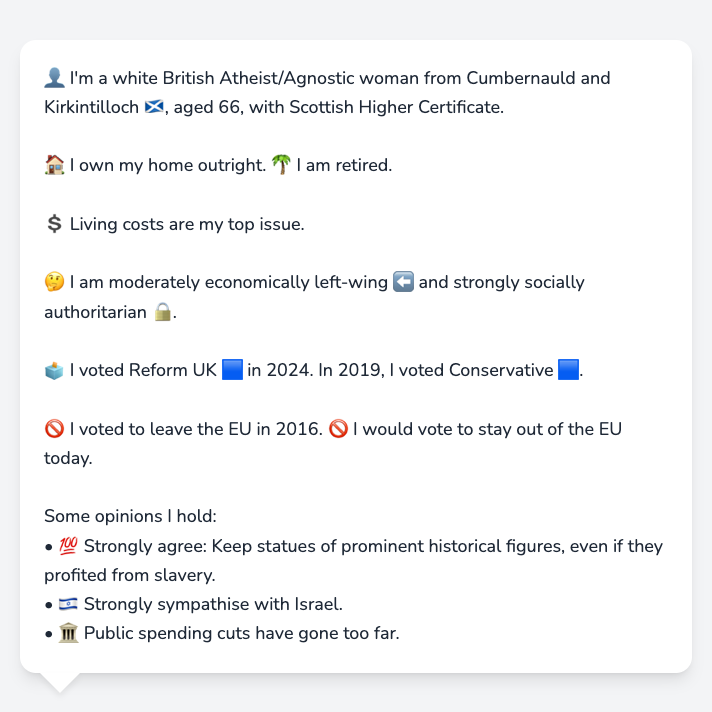 👤 I'm a white British Atheist/Agnostic woman from Cumbernauld and
Kirkintilloch 🏴󠁧󠁢󠁳󠁣󠁴󠁿, aged 66, with Scottish Higher Certificate.
🏠 I own my home outright. 🌴 I am retired.
💲 Living costs are my top issue.
🤔 I am moderately economically left-wing ⬅️ and strongly socially
authoritarian 🔒.
🗳️ I voted Reform UK 🟦 in 2024. In 2019, I voted Conservative 🟦.
🚫 I voted to leave the EU in 2016. 🚫 I would vote to stay out of the EU
today.
Some opinions I hold:
• 💯 Strongly agree: Keep statues of prominent historical figures, even if they
profited from slavery.
• 🇮🇱 Strongly sympathise with Israel.
• 🏛️ Public spending cuts have gone too far.